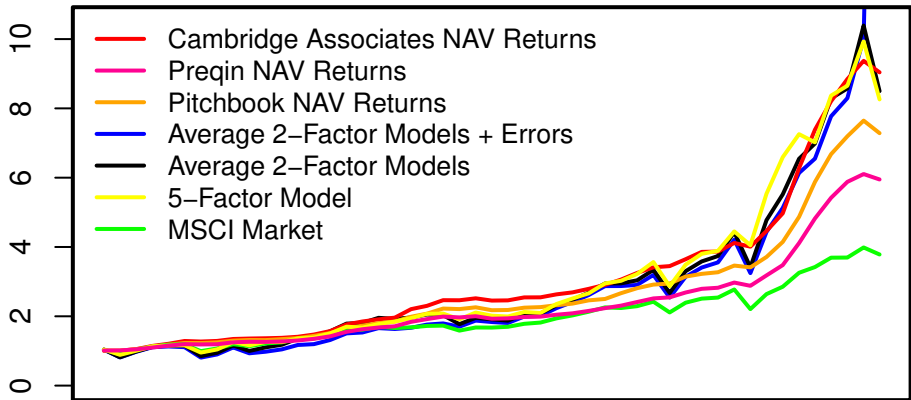 10
8
6
4
2
0
Cambridge Associates NAV Returns
Preqin NAV Returns
Pitchbook NAV Returns
Average 2−Factor Models + Errors
Average 2−Factor Models
5−Factor Model
MSCI Market